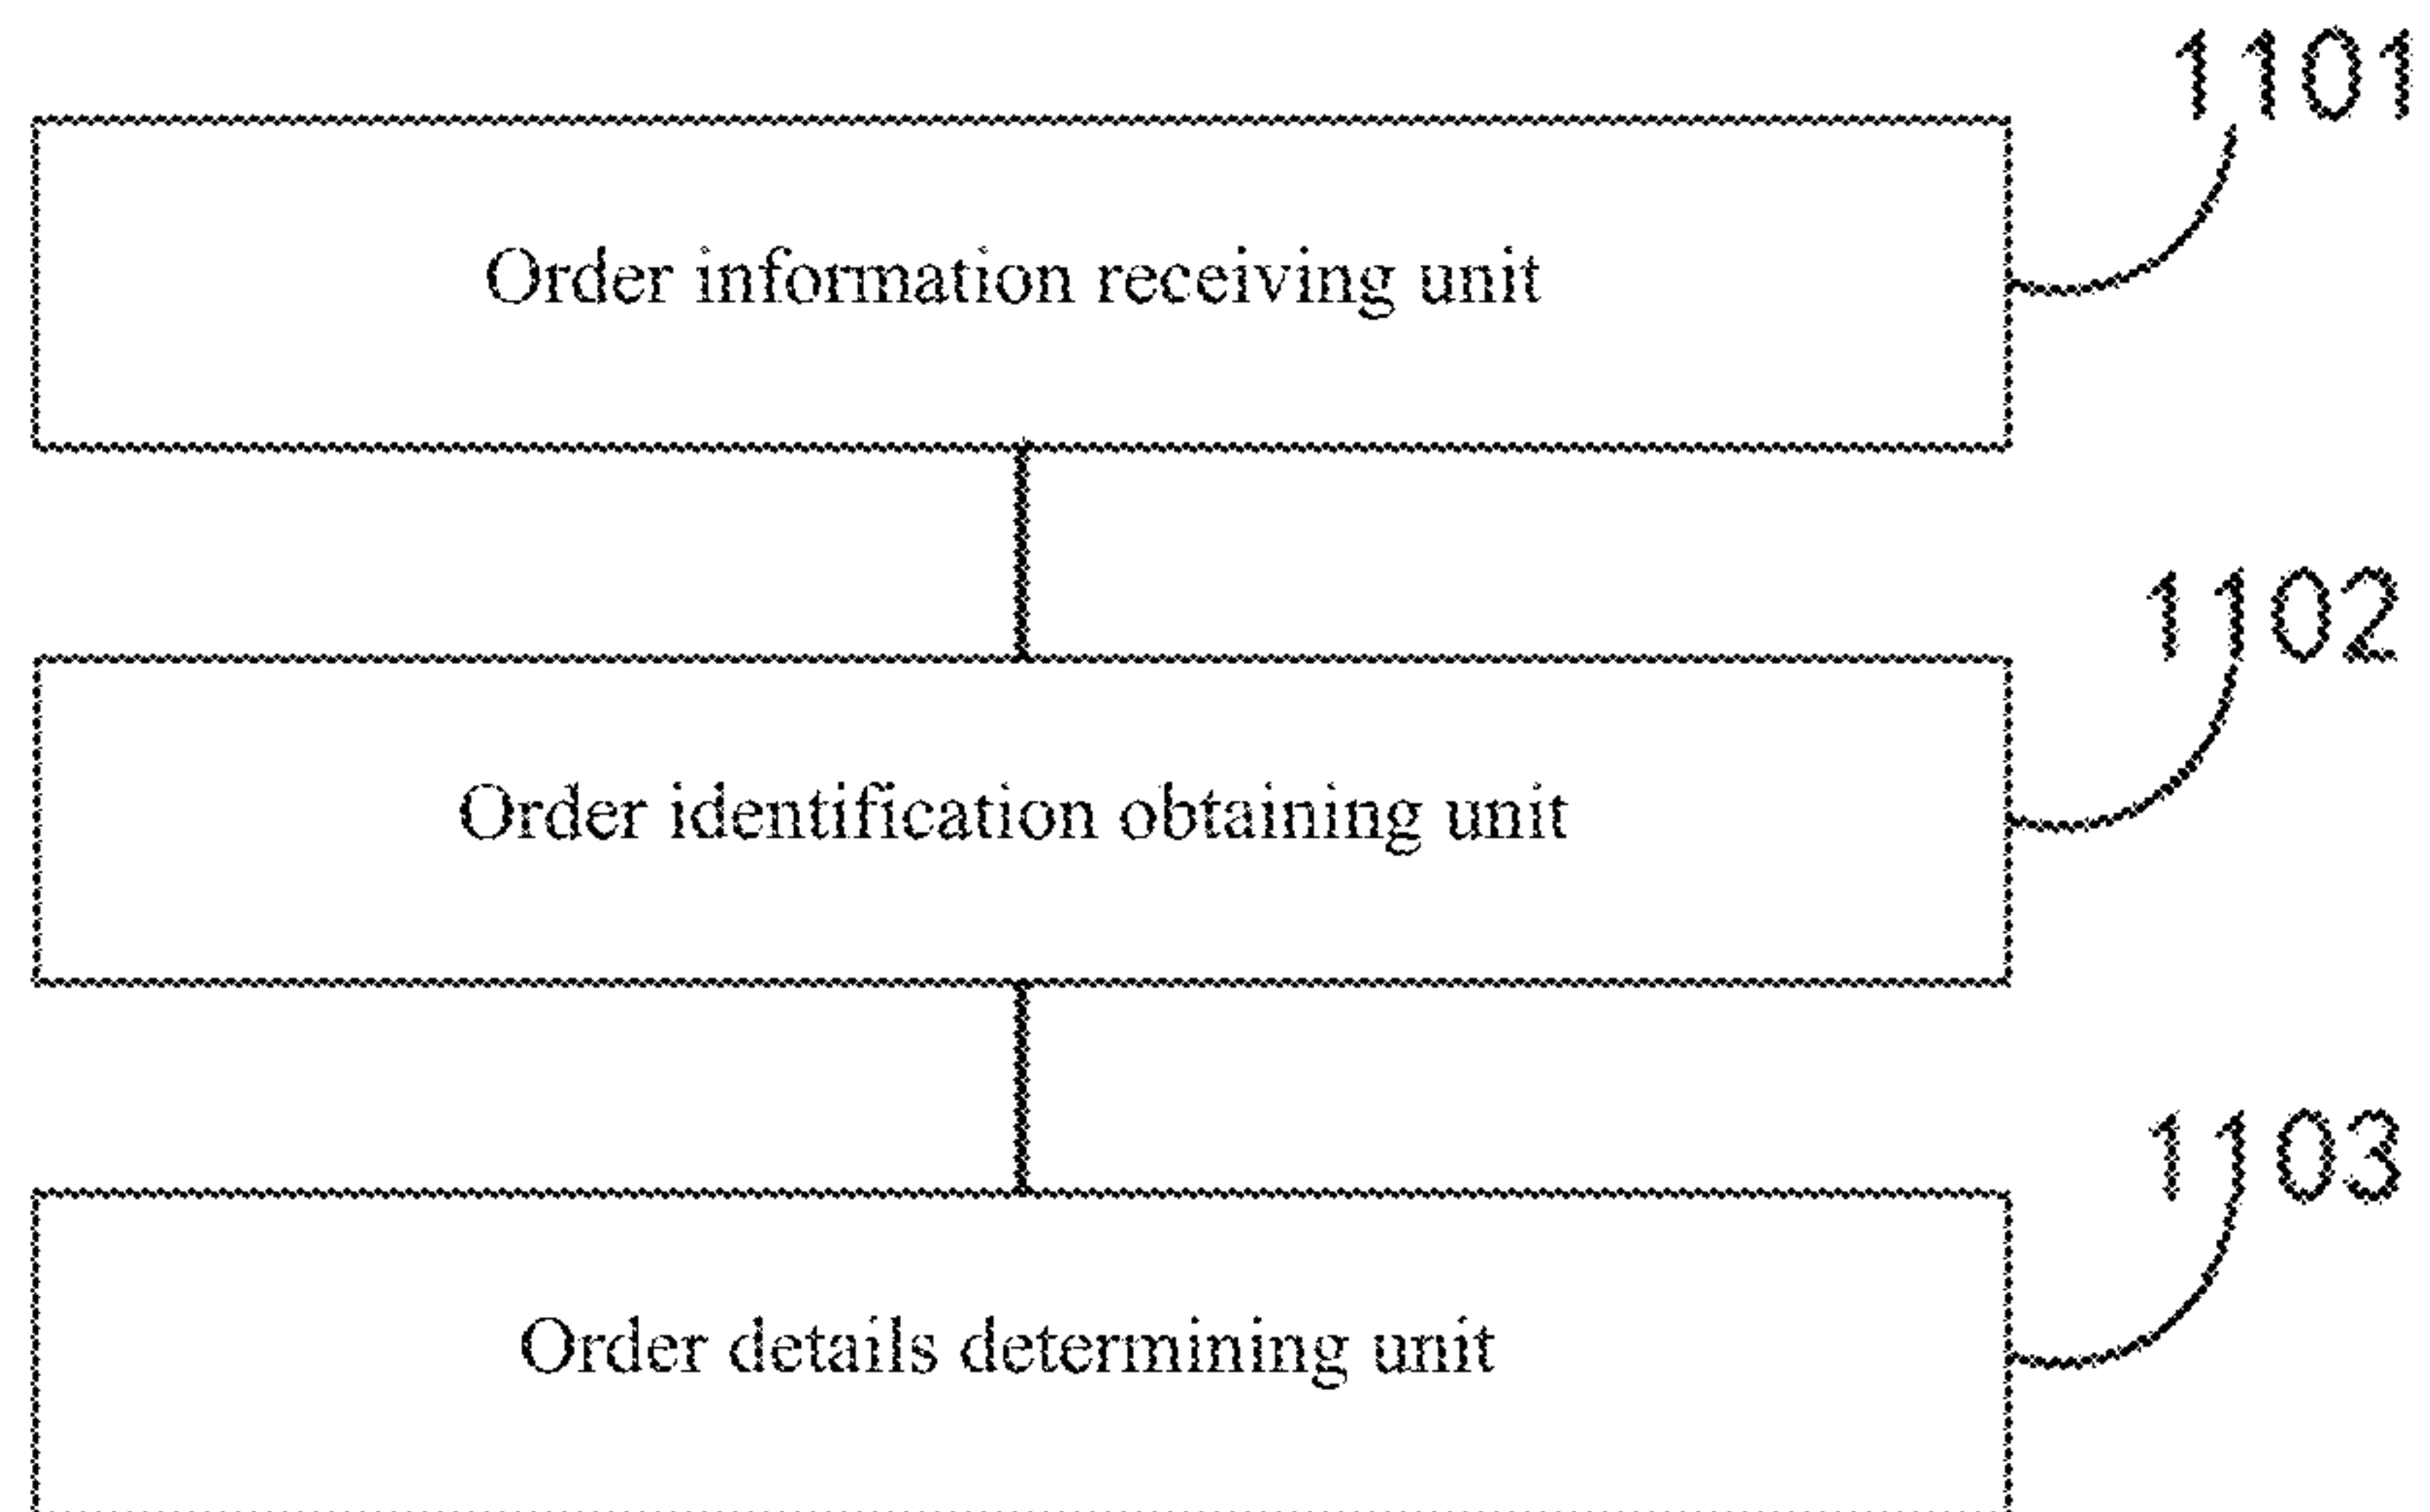 1101
Order information receiving unit
1102
Order identification obtaining unit
1103
Order details determining unit